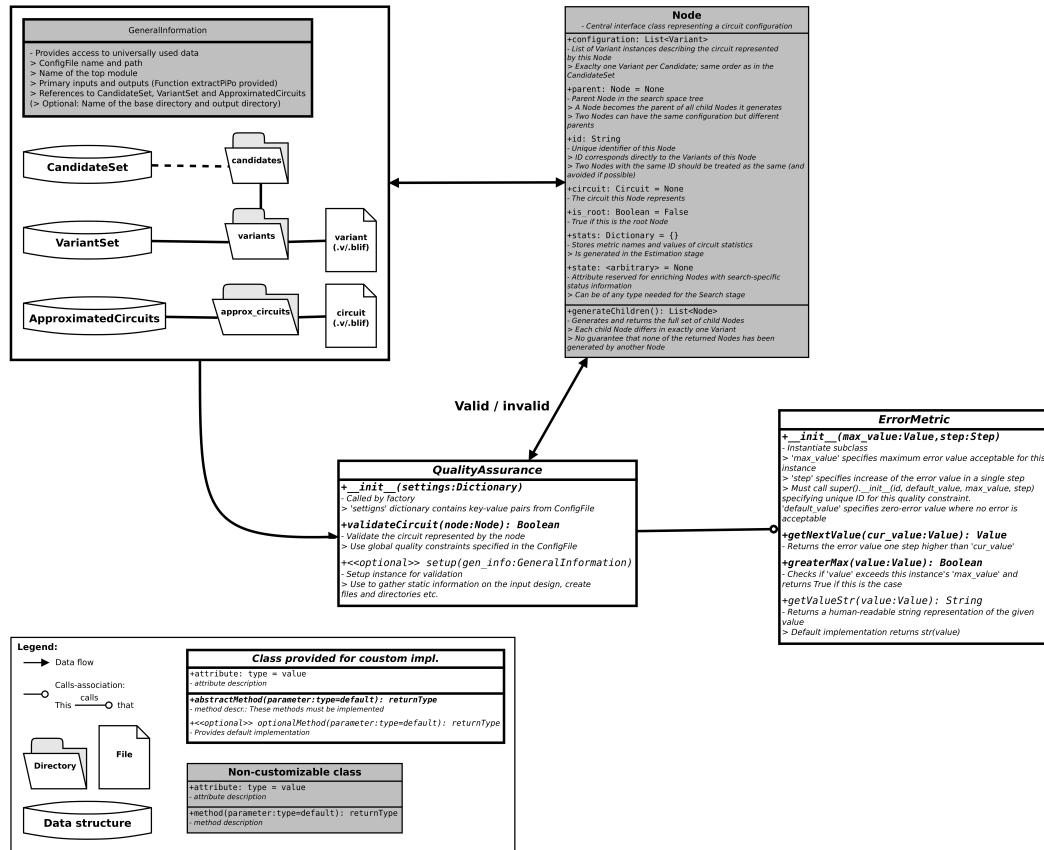 GeneralInformation
- Provides access to universally used data
> ConfigFile name and path
> Name of the top module
> Primary inputs and outputs (Function extractPiPo provided)
> References to CandidateSet, VariantSet and ApproximatedCircuits
(> Optional: Name of the base directory and output directory)
CandidateSet
candidates
VariantSet
variants
variant
(.v/.blif)
ApproximatedCircuits
approx_circuits
circuit
(.v/.blif)
Node
- Central interface class representing a circuit configuration
+configuration: List<Variant>
- List of Variant instances describing the circuit represented
by this Node
> Exaclty one Variant per Candidate; same order as in the
CandidateSet
+parent: Node = None
- Parent Node in the search space tree
> A Node becomes the parent of all child Nodes it generates
> Two Nodes can have the same configuration but different
parents
+id: String
- Unique identifier of this Node
> ID corresponds directly to the Variants of this Node
> Two Nodes with the same ID should be treated as the same (and
avoided if possible)
+circuit: Circuit = None
- The circuit this Node represents
+is_root: Boolean = False
- True if this is the root Node
+stats: Dictionary = {}
- Stores metric names and values of circuit statistics
> Is generated in the Estimation stage
+state: <arbitrary> = None
- Attribute reserved for enriching Nodes with search-specific
status information
> Can be of any type needed for the Search stage
+generateChildren(): List<Node>
- Generates and returns the full set of child Nodes
> Each child Node differs in exactly one Variant
> No guarantee that none of the returned Nodes has been
generated by another Node
Valid / invalid
QualityAssurance
+__init__(settings:Dictionary)
- Called by factory
> 'settigns' dictionary contains key-value pairs from ConfigFile
+validateCircuit(node:Node): Boolean
- Validate the circuit represented by the node
> Use global quality constraints specified in the ConfigFile
+<<optional>> setup(gen_info:GeneralInformation)
- Setup instance for validation
> Use to gather static information on the input design, create
files and directories etc.
ErrorMetric
+__init__(max_value:Value,step:Step)
- Instantiate subclass
> 'max_value' specifies maximum error value acceptable for this
instance
> 'step' specifies increase of the error value in a single step
> Must call super().__init__(id, default_value, max_value, step)
specifying unique ID for this quality constraint.
'default_value' specifies zero-error value where no error is
acceptable
+getNextValue(cur_value:Value): Value
- Returns the error value one step higher than 'cur_value'
+greaterMax(value:Value): Boolean
- Checks if 'value' exceeds this instance's 'max_value' and
returns True if this is the case
+getValueStr(value:Value): String
- Returns a human-readable string representation of the given
value
> Default implementation returns str(value)
Legend:
Data flow
Calls-association:
This calls that
Directory
File
Data structure
Class provided for coustom impl.
+attribute: type = value
- attribute description
+abstractMethod(parameter:type=default): returnType
- method descr.: These methods must be implemented
+<<optional>> optionalMethod(parameter:type=default): returnType
- Provides default implementation
Non-customizable class
+attribute: type = value
- attribute description
+method(parameter:type=default): returnType
- method description